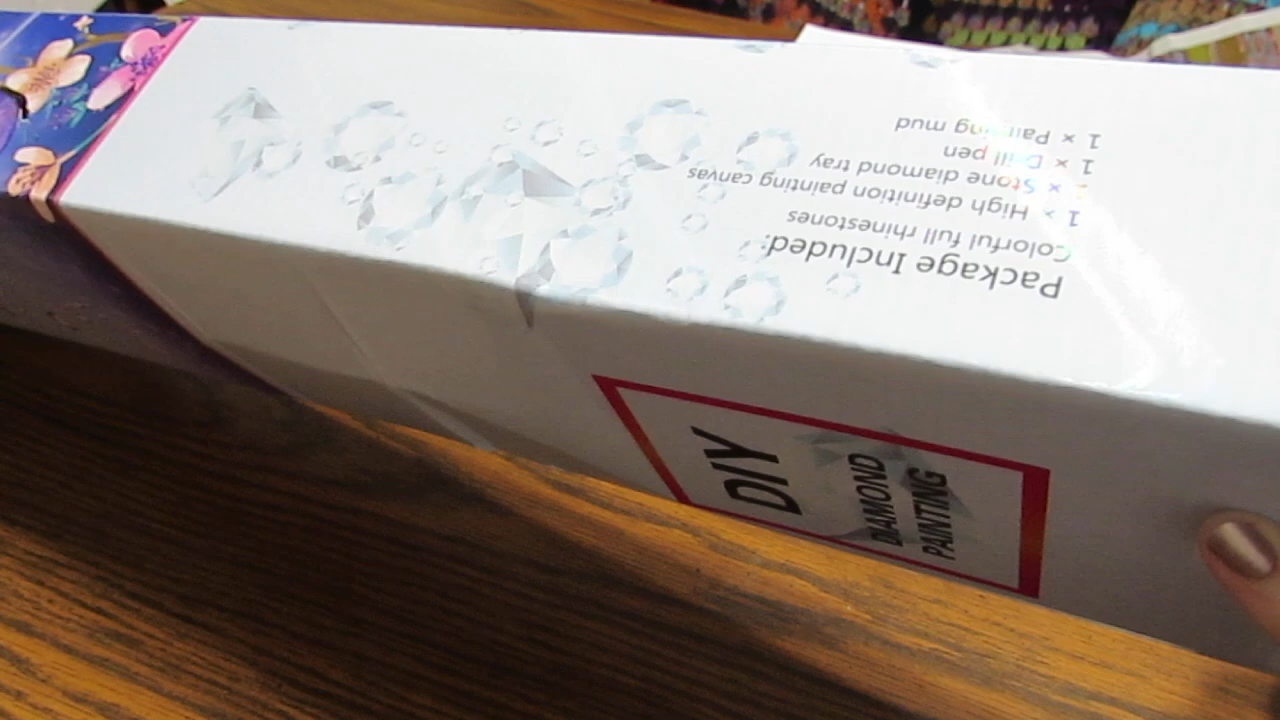 Package Included:
Colorful full rhinestones
1 × High definition painting canvas
1 × Stone diamond tray
1 × Drill pen
1 × Painting mud
DIY
DIAMOND
PAINTING